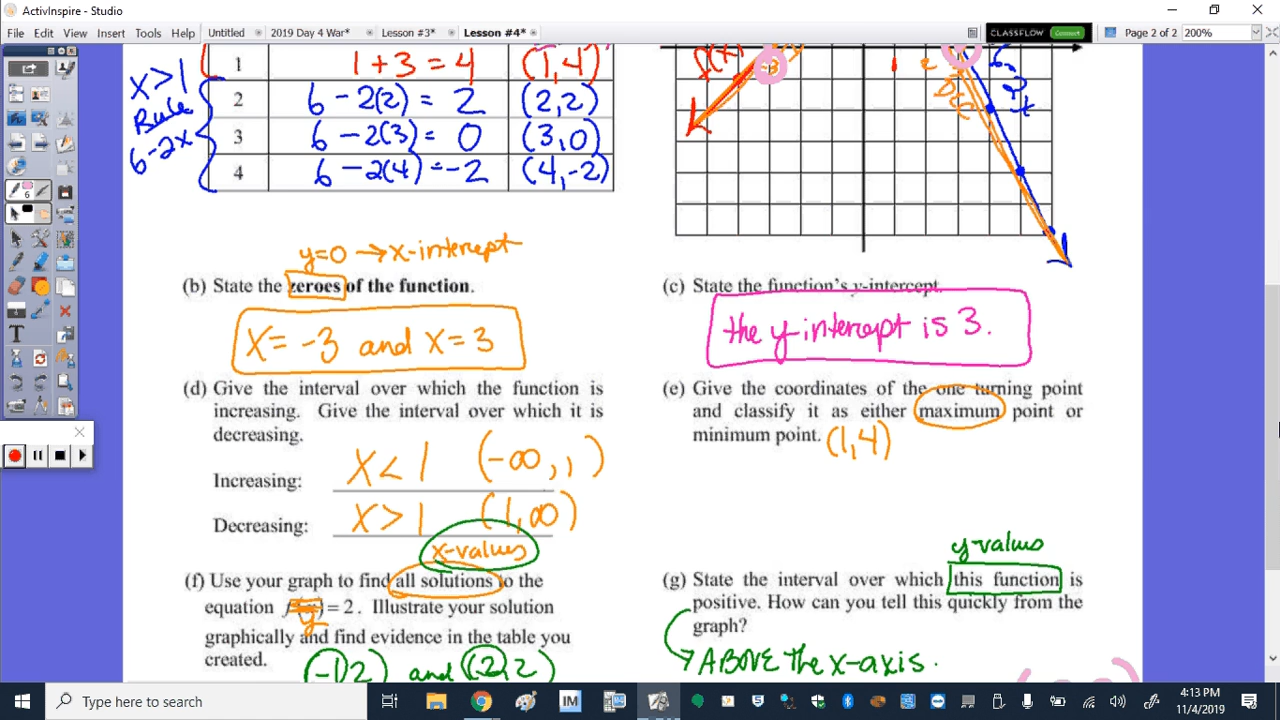 ActivInspire - Studio
File Edit View Insert Tools Help Untitled 2019 Day 4 War* Lesson #3* Lesson #4* CLASSFLOW Connect Page 2 of 2 200%
1 1 + 3 = 4 (1,4)
2 6 - 2(2) = 2 (2,2)
3 6 - 2(3) = 0 (3,0)
4 6 - 2(4) = -2 (4,-2)
x > 1
Rule
6-2x
f(x)
-3
y=0 → x-intercept
(b) State the zeroes of the function.
x = -3 and x = 3
(c) State the function's y-intercept.
the y-intercept is 3.
(d) Give the interval over which the function is
increasing. Give the interval over which it is
decreasing.
Increasing: x < 1 (-∞, 1)
Decreasing: x > 1 (1, ∞)
x-values
(e) Give the coordinates of the one turning point
and classify it as either maximum point or
minimum point. (1,4)
(f) Use your graph to find all solutions to the
equation f(x) = 2. Illustrate your solution
y
graphically and find evidence in the table you
created.
(-1,2) and (2,2)
y-values
(g) State the interval over which this function is
positive. How can you tell this quickly from the
graph?
ABOVE the x-axis.
Type here to search
4:13 PM
11/4/2019